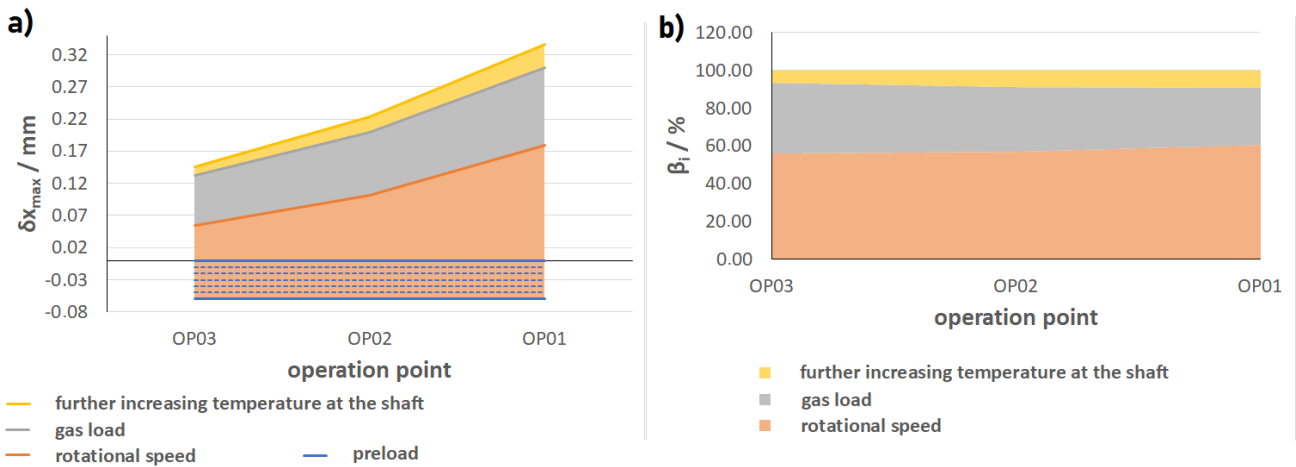 a)
δx_max / mm
0.32
0.27
0.22
0.17
0.12
0.07
0.02
-0.03
-0.08
OP03 OP02 OP01
operation point
further increasing temperature at the shaft
gas load
rotational speed
preload
b)
β_i / %
120.00
100.00
80.00
60.00
40.00
20.00
0.00
OP03 OP02 OP01
operation point
further increasing temperature at the shaft
gas load
rotational speed